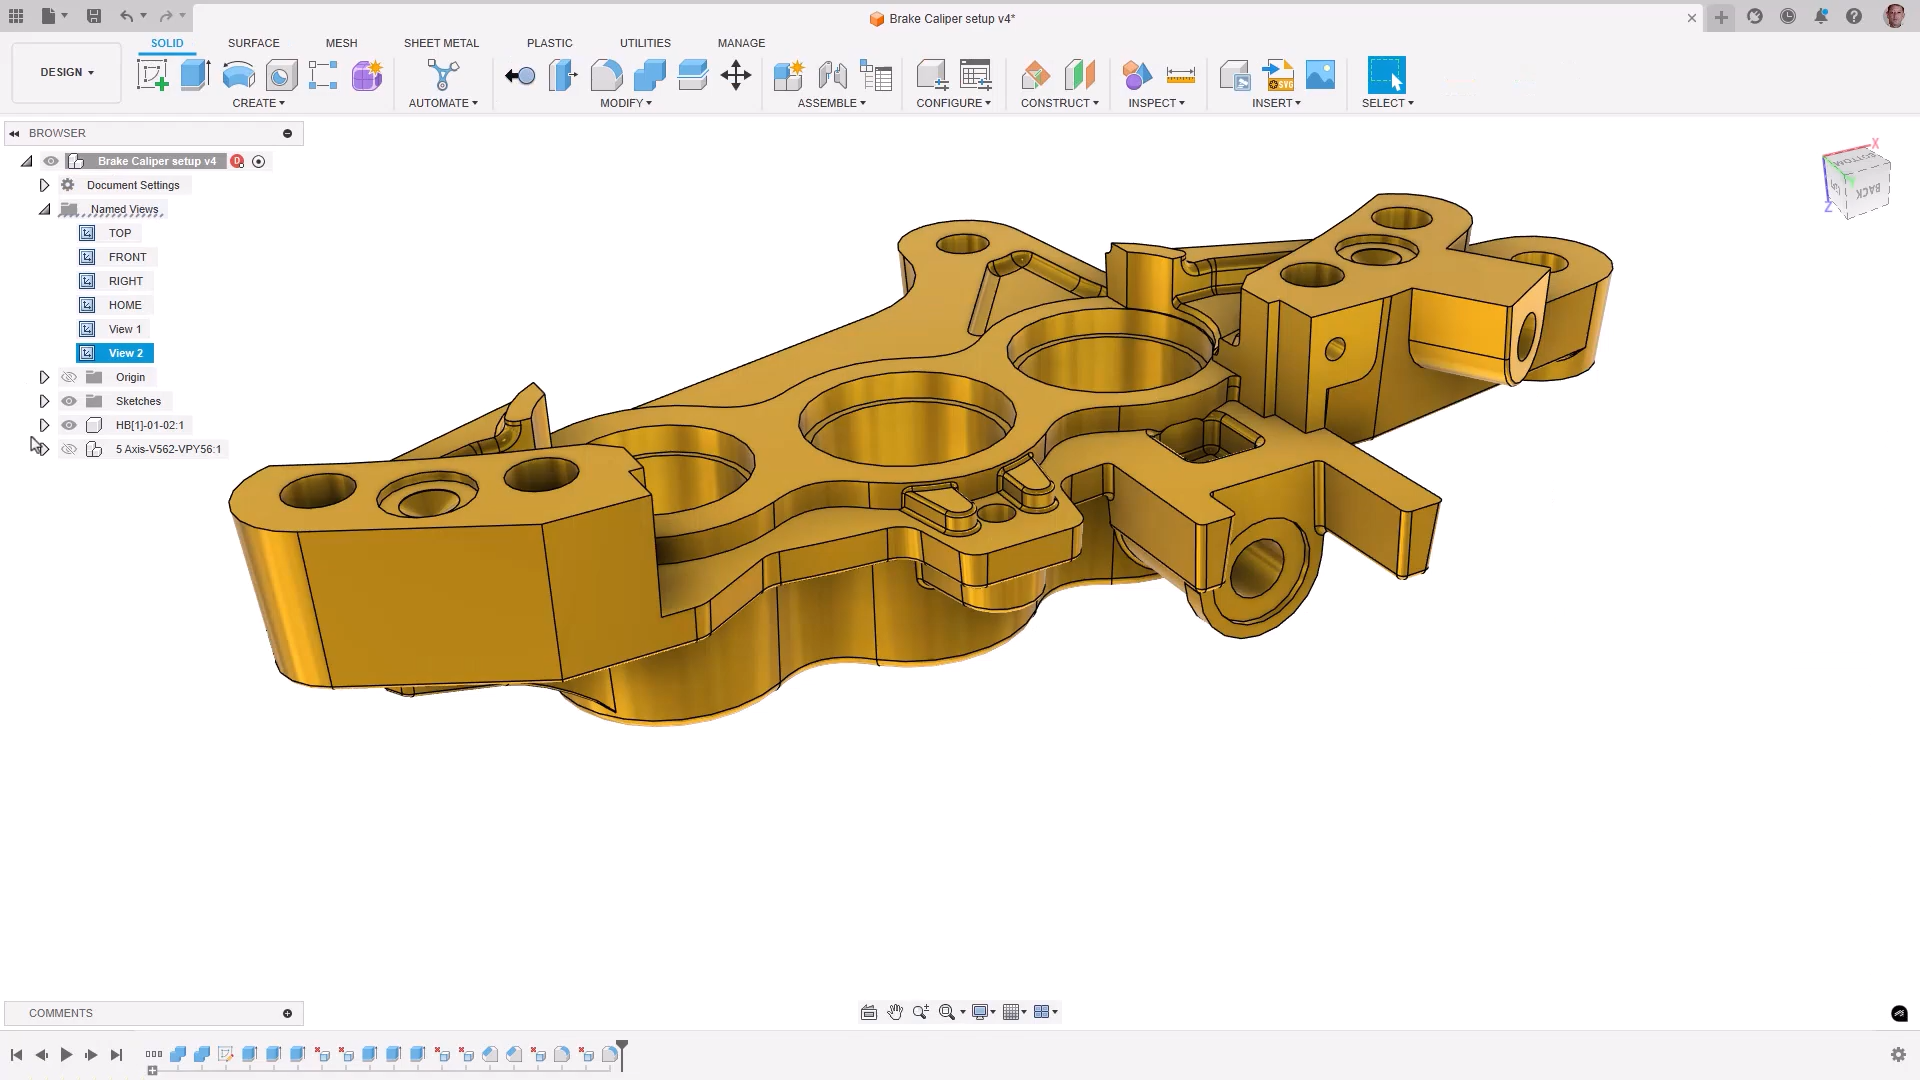 Brake Caliper setup v4*
SOLID SURFACE MESH SHEET METAL PLASTIC UTILITIES MANAGE
DESIGN
CREATE AUTOMATE MODIFY ASSEMBLE CONFIGURE CONSTRUCT INSPECT INSERT SELECT
BROWSER
Brake Caliper setup v4
Document Settings
Named Views
TOP
FRONT
RIGHT
HOME
View 1
View 2
Origin
Sketches
HB[1]-01-02:1
5 Axis-V562-VPY56:1
X
BOTTOM
BACK
Z
COMMENTS